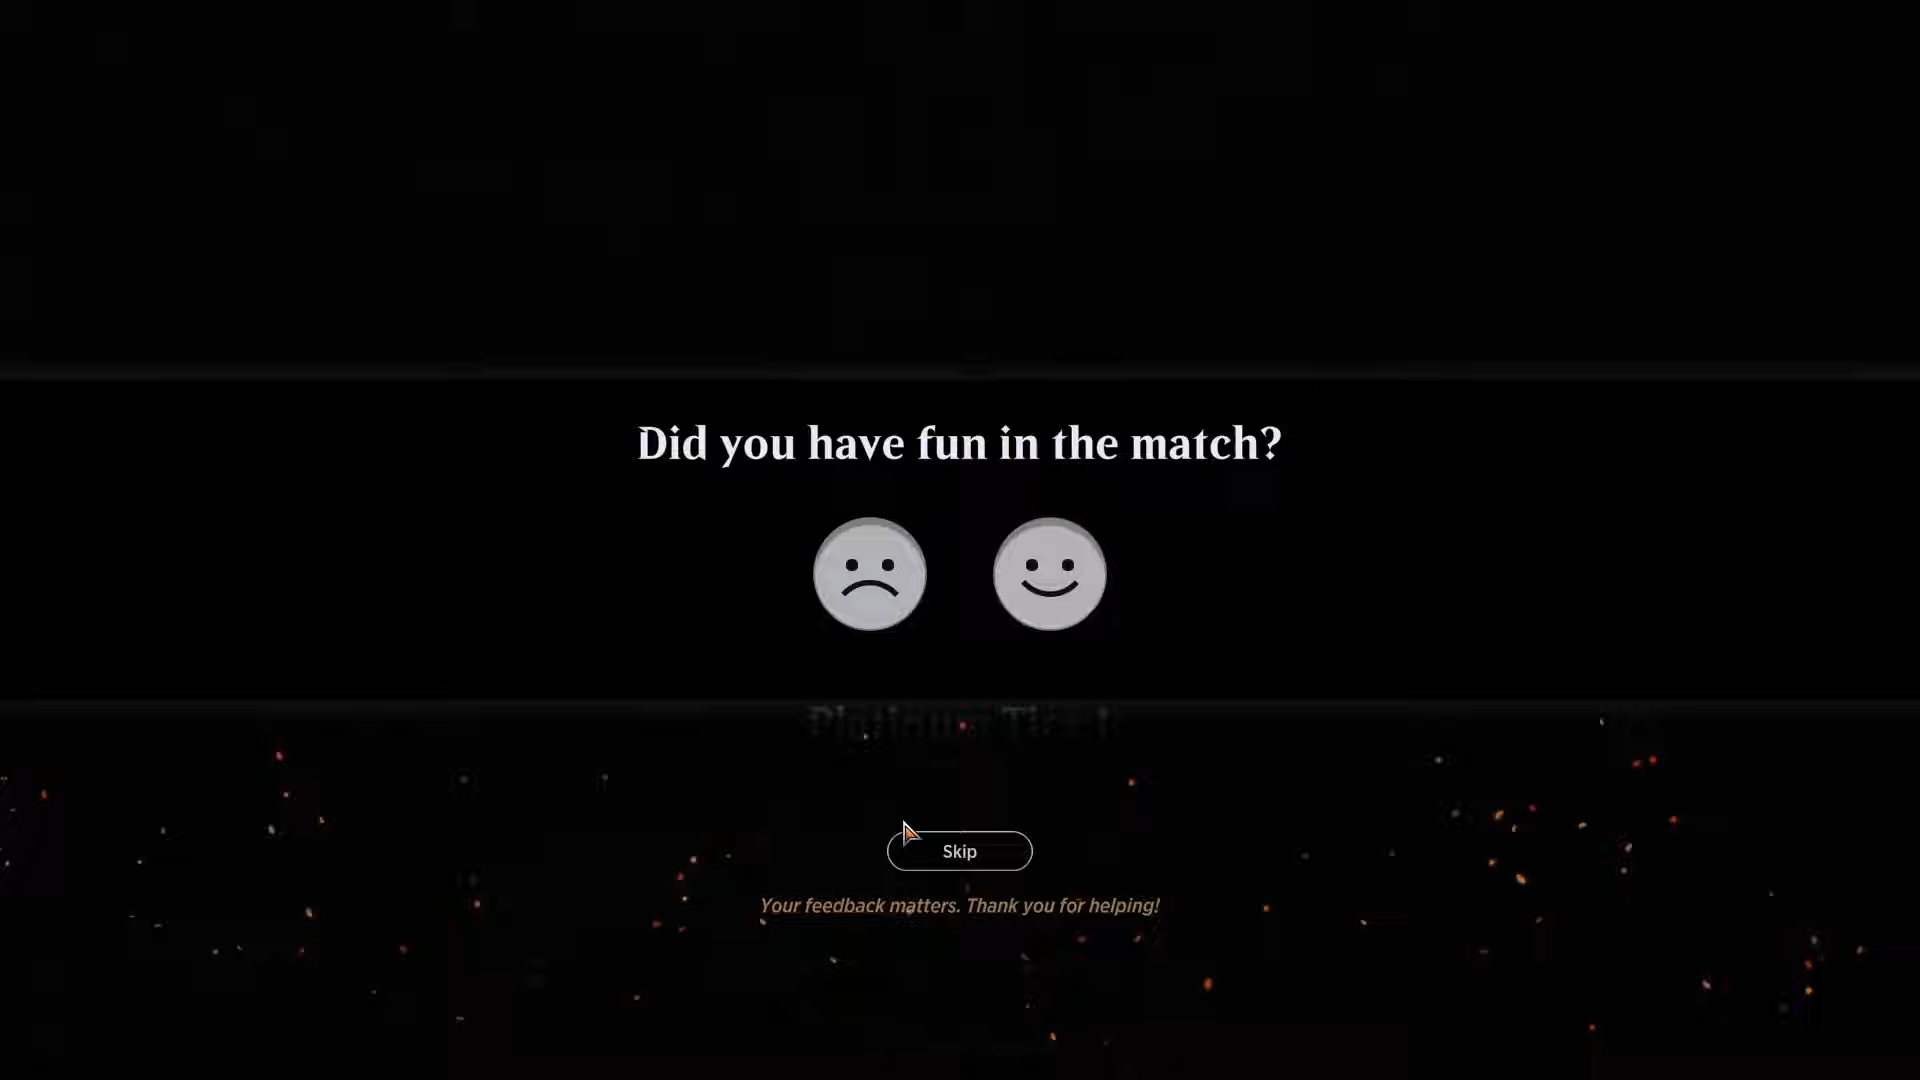 Did you have fun in the match?
Skip
Your feedback matters. Thank you for helping!